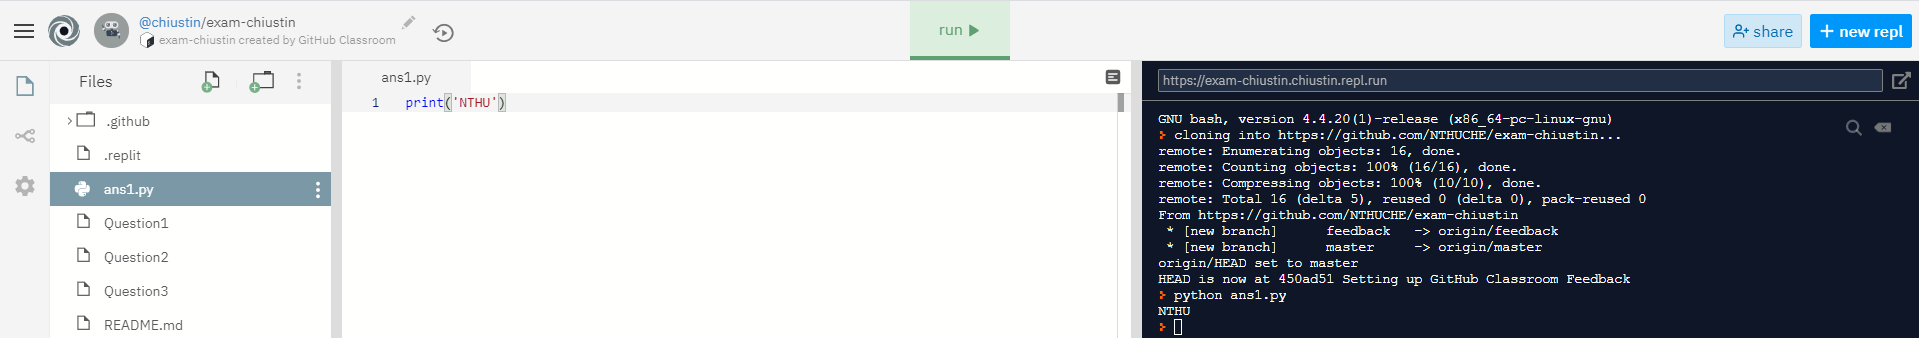 @chiustin/exam-chiustin
exam-chiustin created by GitHub Classroom
run
share
+ new repl
Files
.github
.replit
ans1.py
Question1
Question2
Question3
README.md
ans1.py
1 print('NTHU')
https://exam-chiustin.chiustin.repl.run
GNU bash, version 4.4.20(1)-release (x86_64-pc-linux-gnu)
cloning into https://github.com/NTHUCHE/exam-chiustin...
remote: Enumerating objects: 16, done.
remote: Counting objects: 100% (16/16), done.
remote: Compressing objects: 100% (10/10), done.
remote: Total 16 (delta 5), reused 0 (delta 0), pack-reused 0
From https://github.com/NTHUCHE/exam-chiustin
* [new branch] feedback -> origin/feedback
* [new branch] master -> origin/master
origin/HEAD set to master
HEAD is now at 450ad51 Setting up GitHub Classroom Feedback
python ans1.py
NTHU